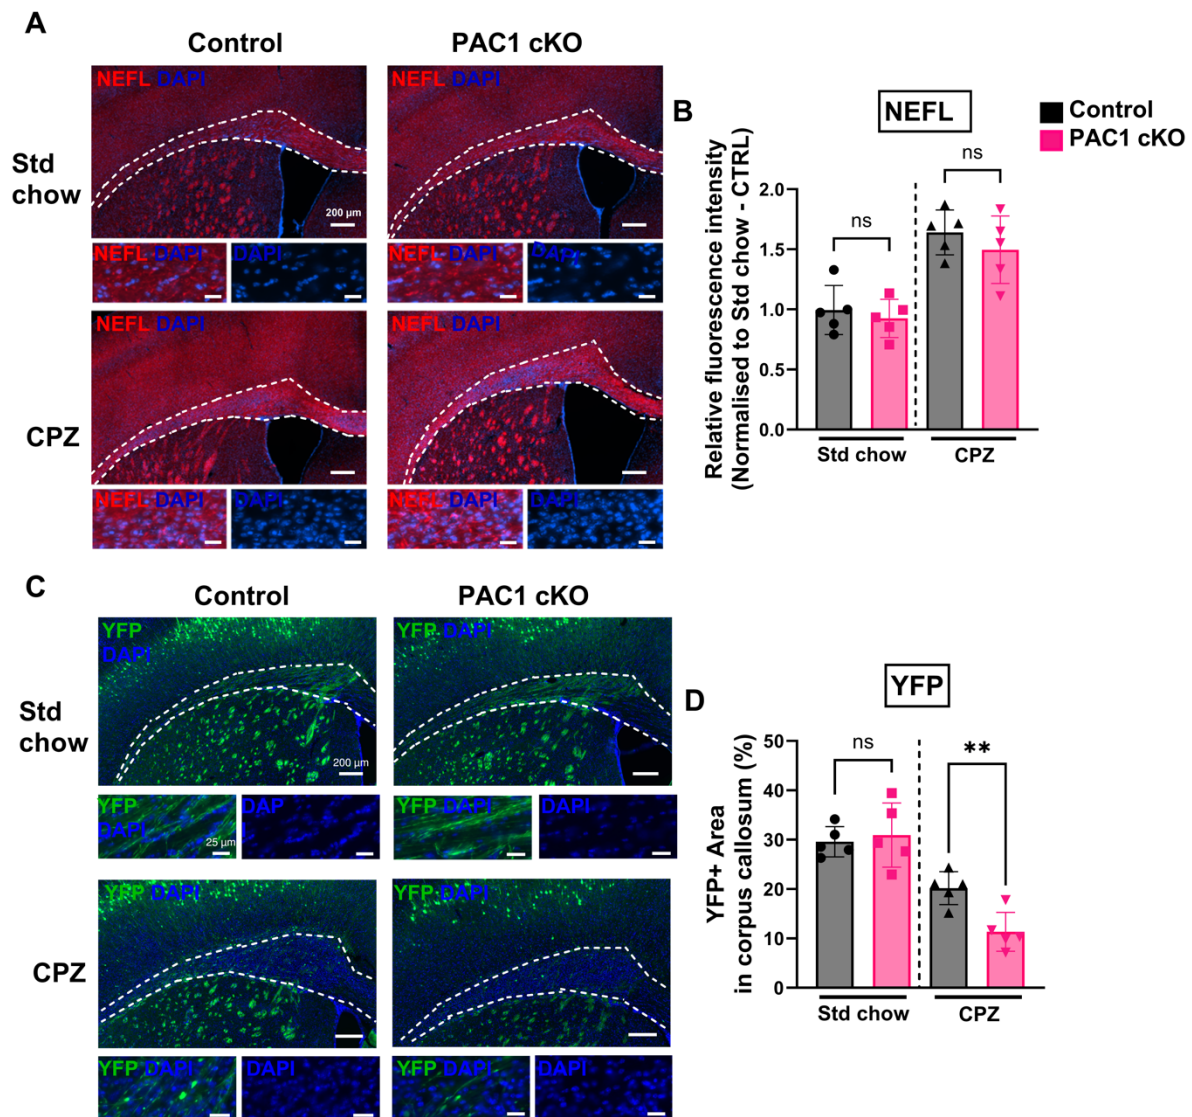 A
Control
PAC1 cKO
Std
chow
NEFL DAPI
NEFL DAPI
200 µm
NEFL DAPI
DAPI
NEFL DAPI
DAPI
CPZ
NEFL DAPI
NEFL
NEFL DAPI
DAPI
NEFL DAPI
DAPI
B
NEFL
Control
PAC1 cKO
Relative fluorescence intensity
(Normalised to Std chow - CTRL)
2.0
1.5
1.0
0.5
0.0
ns
ns
Std chow
CPZ
C
Control
PAC1 cKO
Std
chow
YFP
DAPI
YFP DAPI
200 µm
YFP
DAPI
25 µm
DAP
I
YFP DAPI
DAPI
CPZ
YFP DAPI
YFP DAPI
YFP DAPI
DAPI
YFP DAPI
DAPI
D
YFP
YFP+ Area
in corpus callosum (%)
50
40
30
20
10
0
ns
**
Std chow
CPZ